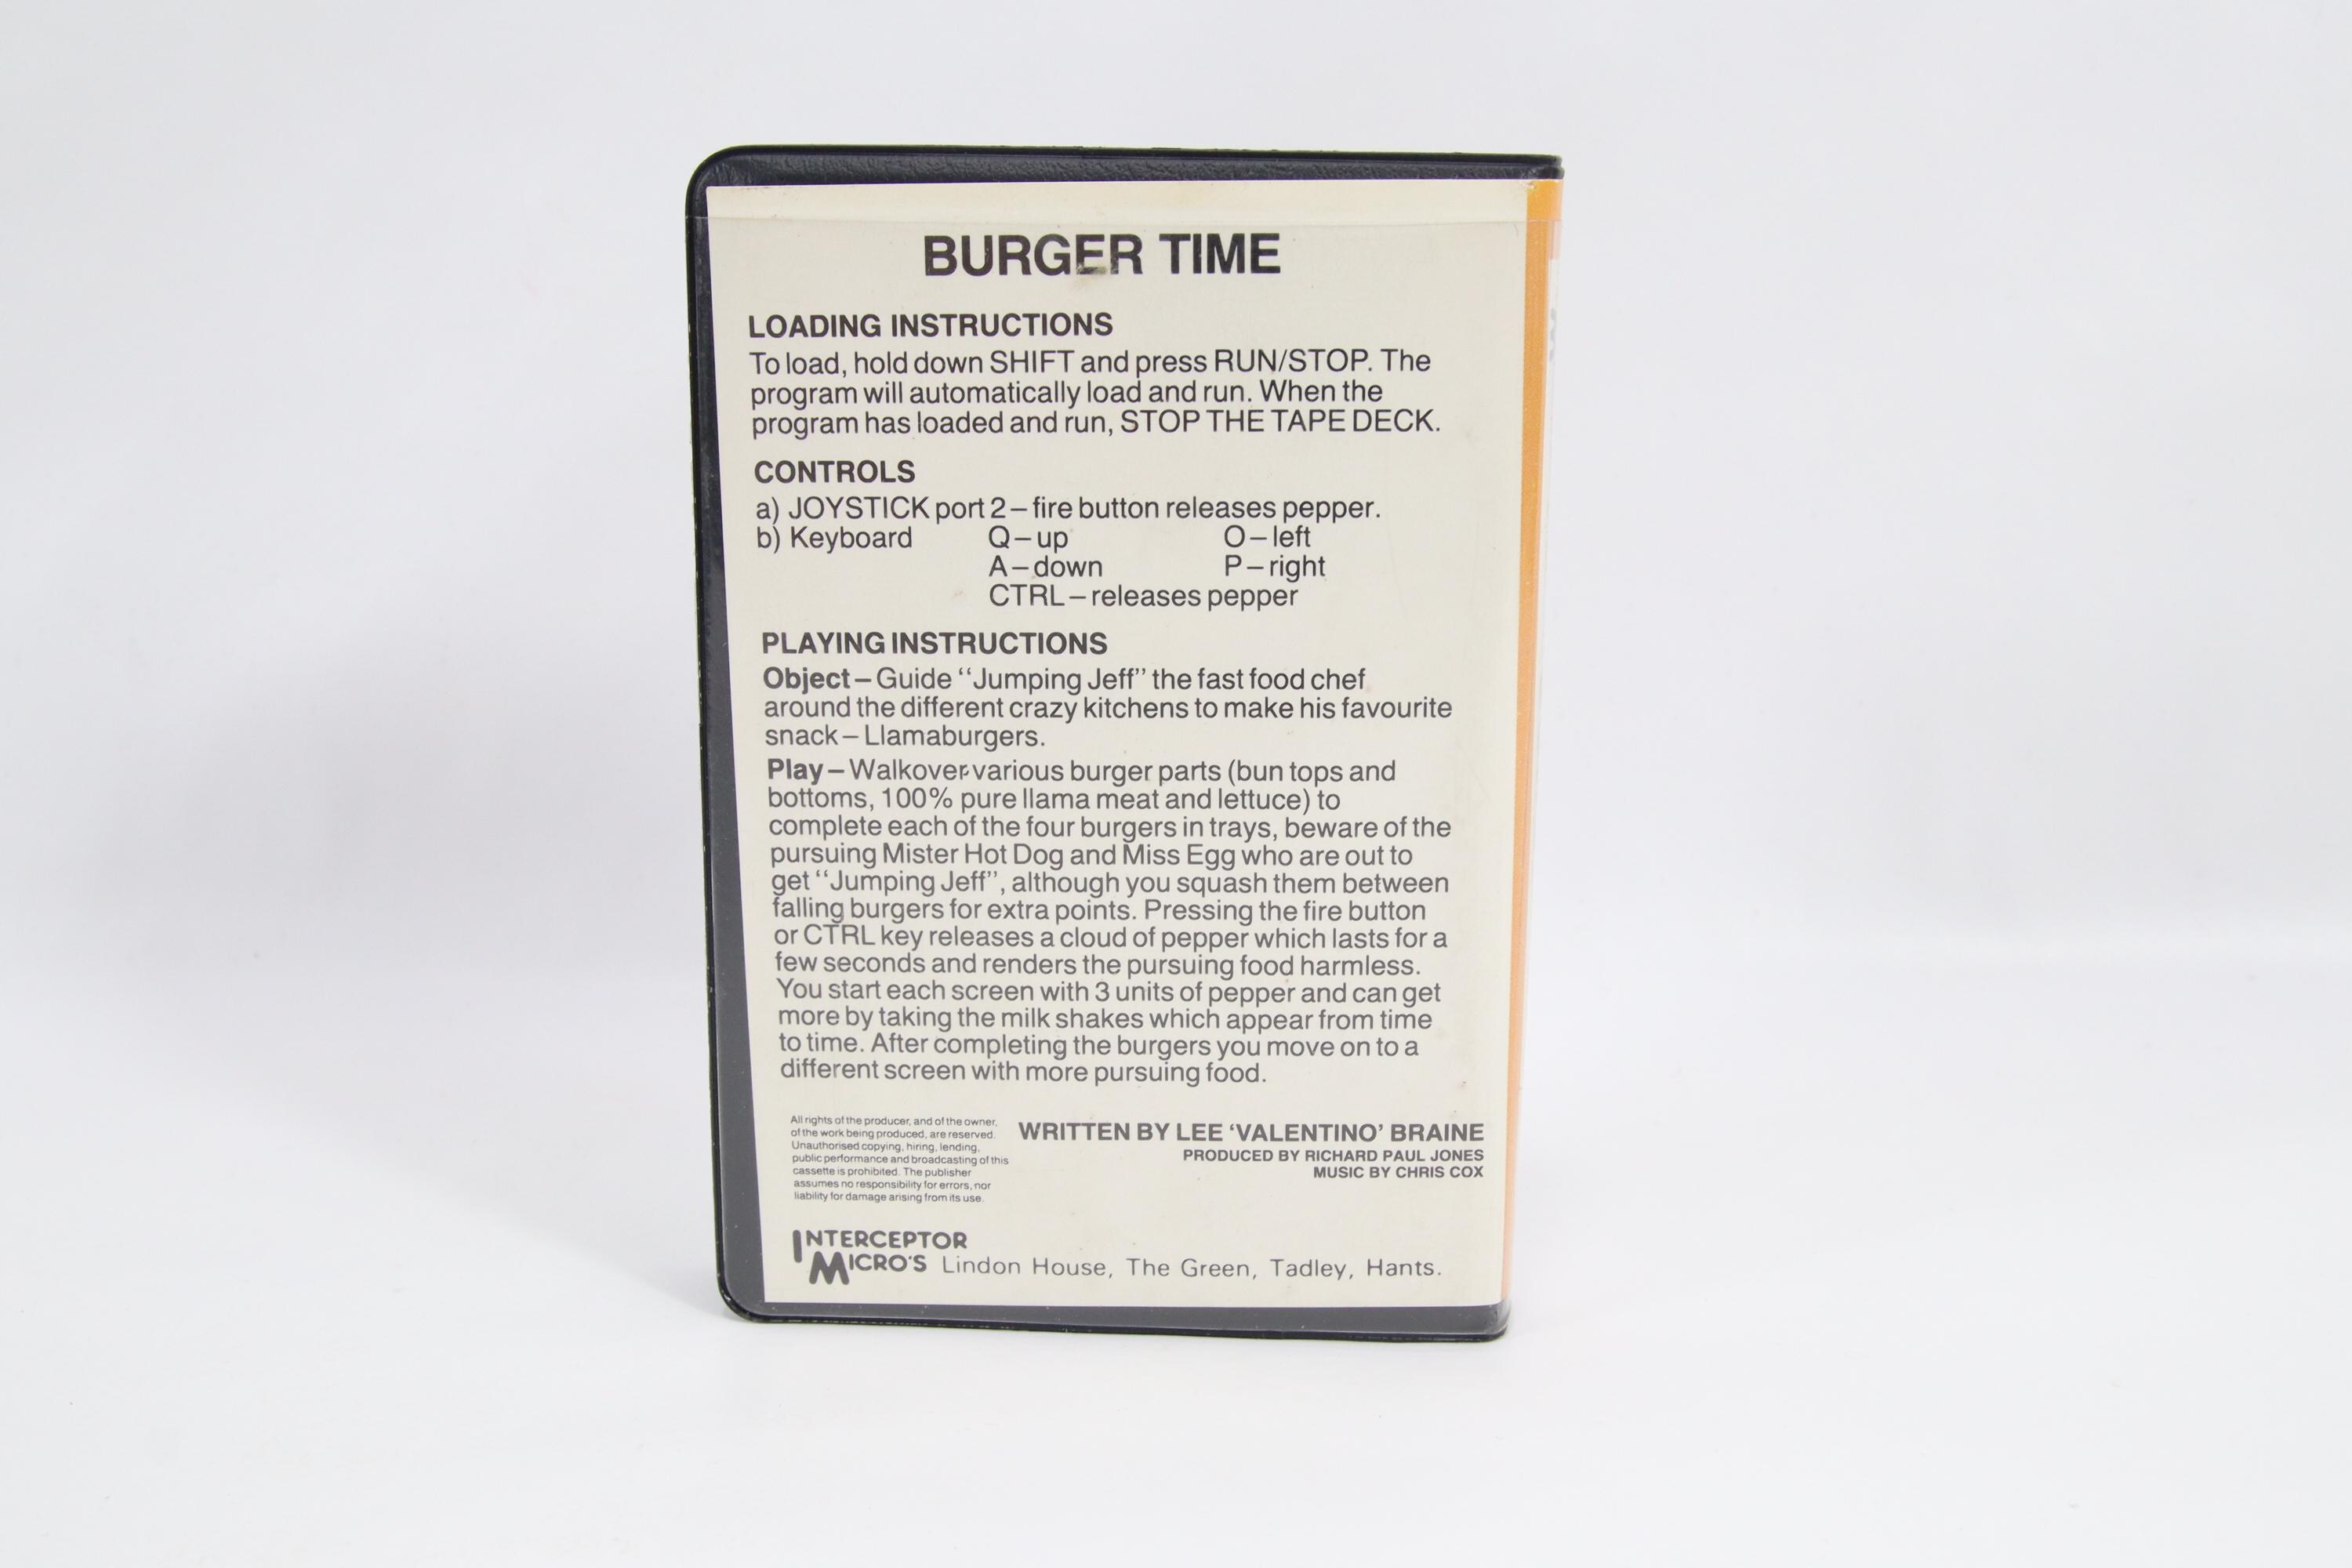 BURGER TIME
LOADING INSTRUCTIONS
To load, hold down SHIFT and press RUN/STOP. The
program will automatically load and run. When the
program has loaded and run, STOP THE TAPE DECK.
CONTROLS
a) JOYSTICK port 2 – fire button releases pepper.
b) Keyboard Q – up O – left
A – down P – right
CTRL – releases pepper
PLAYING INSTRUCTIONS
Object – Guide “Jumping Jeff” the fast food chef
around the different crazy kitchens to make his favourite
snack – Llamaburgers.
Play – Walkover various burger parts (bun tops and
bottoms, 100% pure llama meat and lettuce) to
complete each of the four burgers in trays, beware of the
pursuing Mister Hot Dog and Miss Egg who are out to
get “Jumping Jeff”, although you squash them between
falling burgers for extra points. Pressing the fire button
or CTRL key releases a cloud of pepper which lasts for a
few seconds and renders the pursuing food harmless.
You start each screen with 3 units of pepper and can get
more by taking the milk shakes which appear from time
to time. After completing the burgers you move on to a
different screen with more pursuing food.
All rights of the producer, and of the owner,
of the work being produced, are reserved.
Unauthorised copying, hiring, lending,
public performance and broadcasting of this
cassette is prohibited. The publisher
assumes no responsibility for errors, nor
liability for damage arising from its use.
WRITTEN BY LEE ‘VALENTINO’ BRAINE
PRODUCED BY RICHARD PAUL JONES
MUSIC BY CHRIS COX
INTERCEPTOR
MICRO'S Lindon House, The Green, Tadley, Hants.